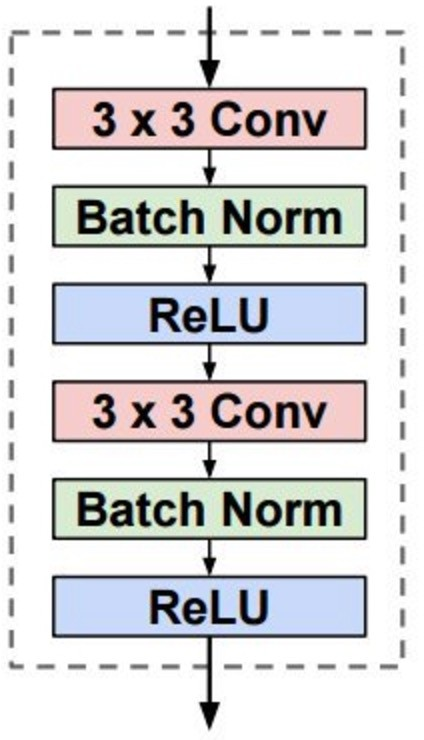 3 x 3 Conv
Batch Norm
ReLU
3 x 3 Conv
Batch Norm
ReLU